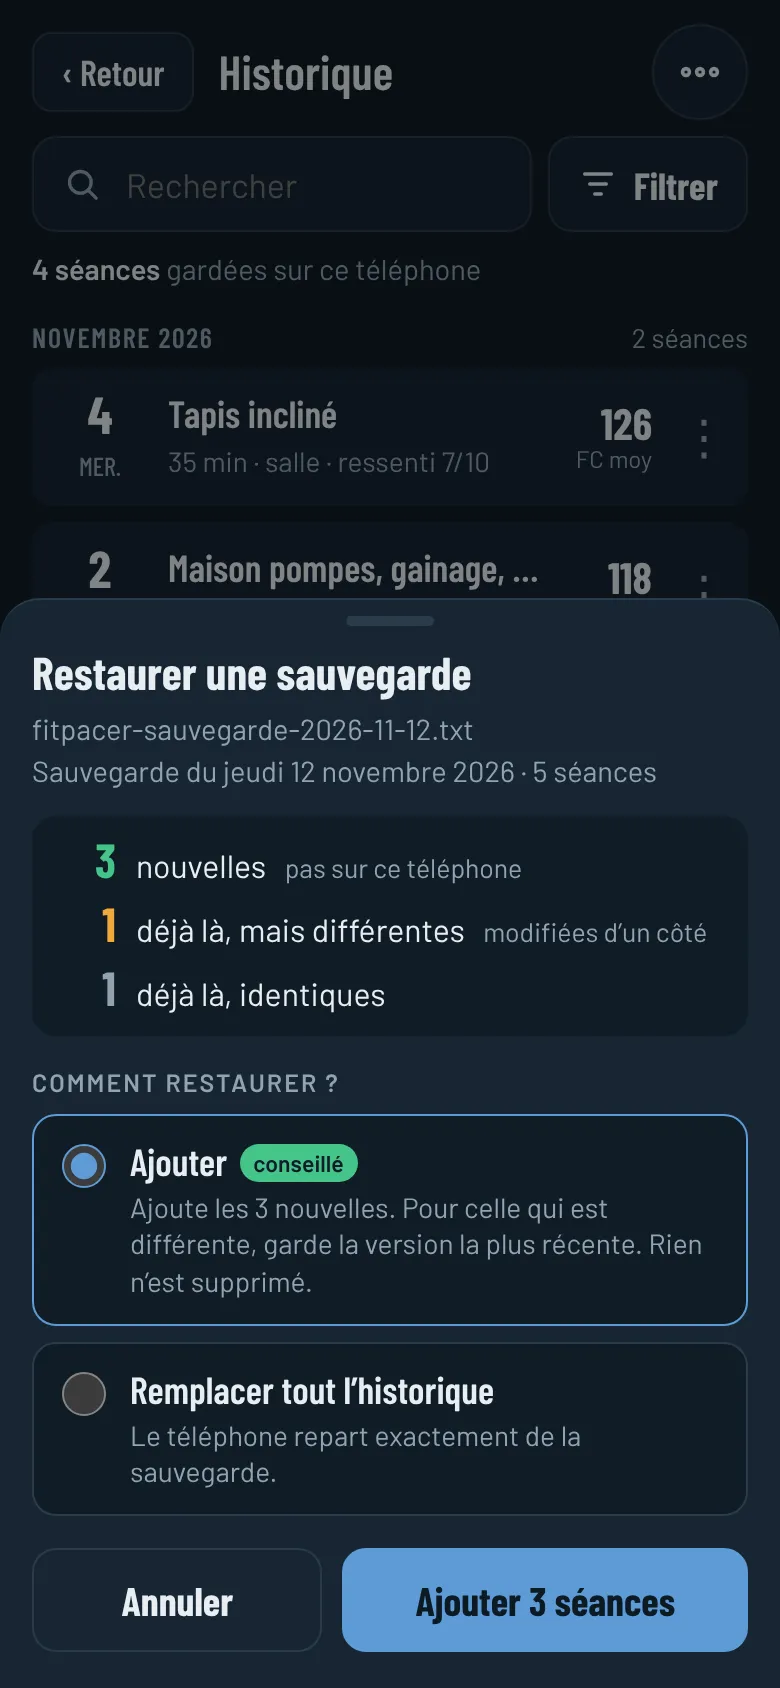 ‹ Retour
Historique
Rechercher
Filtrer
4 séances gardées sur ce téléphone
NOVEMBRE 2026
2 séances
4
MER.
Tapis incliné
35 min · salle · ressenti 7/10
126
FC moy
2
Maison pompes, gainage, ...
118
Restaurer une sauvegarde
fitpacer-sauvegarde-2026-11-12.txt
Sauvegarde du jeudi 12 novembre 2026 · 5 séances
3 nouvelles pas sur ce téléphone
1 déjà là, mais différentes modifiées d’un côté
1 déjà là, identiques
COMMENT RESTAURER ?
Ajouter conseillé
Ajoute les 3 nouvelles. Pour celle qui est
différente, garde la version la plus récente. Rien
n’est supprimé.
Remplacer tout l’historique
Le téléphone repart exactement de la
sauvegarde.
Annuler
Ajouter 3 séances